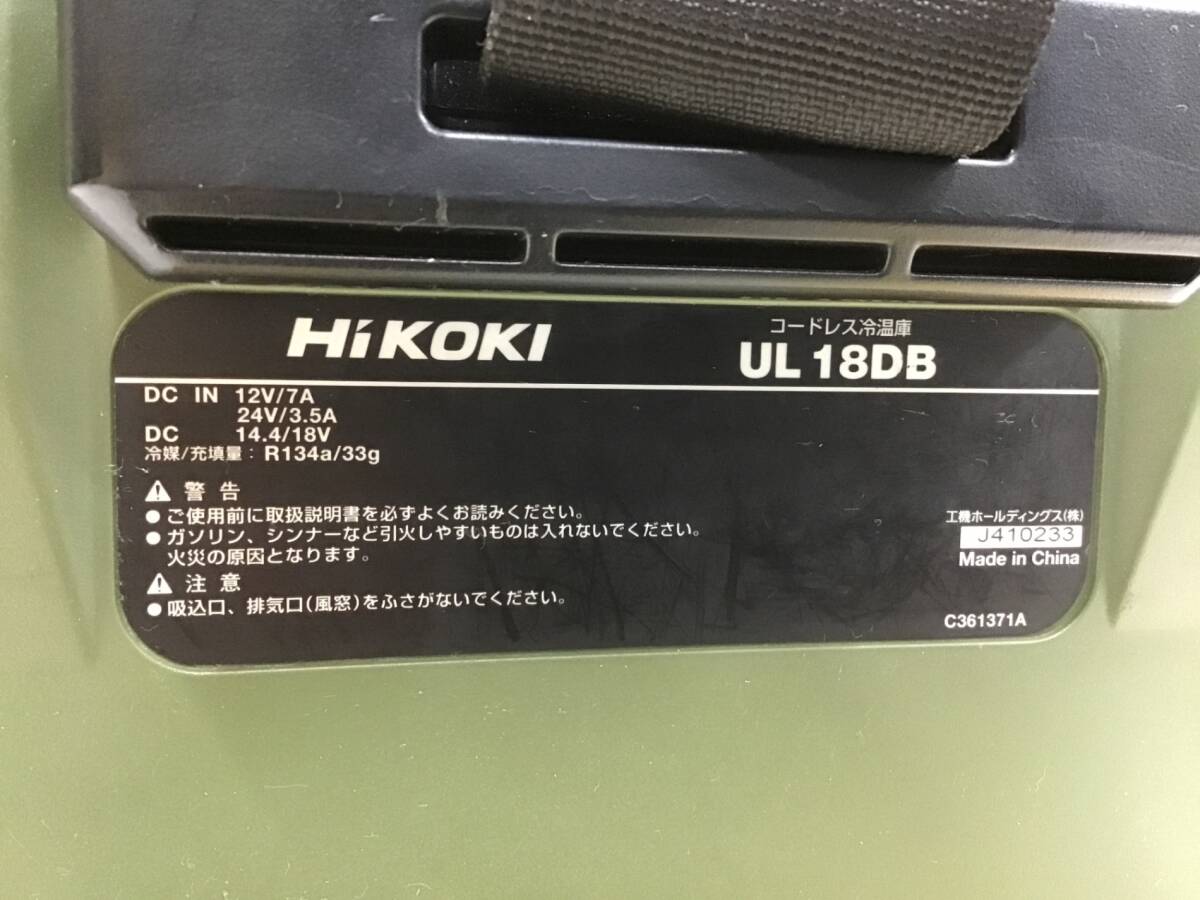 HiKOKI
コードレス冷温庫
UL 18DB
DC IN 12V/7A
24V/3.5A
DC 14.4/18V
冷媒/充填量: R134a/33g
警告
● ご使用前に取扱説明書を必ずよくお読みください。
● ガソリン、シンナーなど引火しやすいものは入れないでください。
火災の原因となります。
注意
● 吸込口、排気口(風窓)をふさがないでください。
工機ホールディングス(株)
J410233
Made in China
C361371A